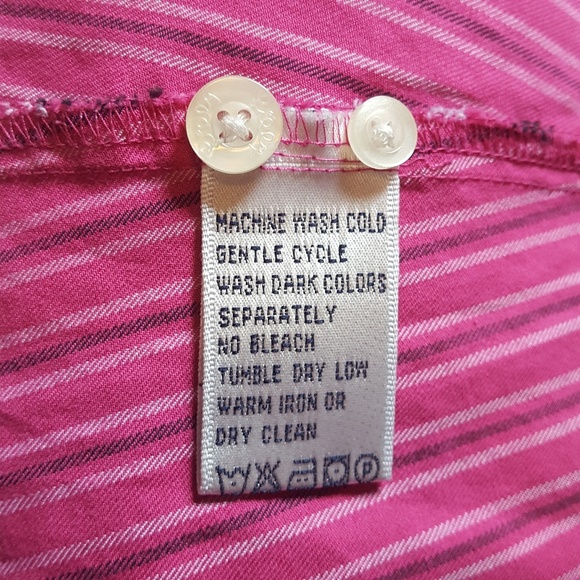 MACHINE WASH COLD
GENTLE CYCLE
WASH DARK COLORS
SEPARATELY
NO BLEACH
TUMBLE DRY LOW
WARM IRON OR
DRY CLEAN
P